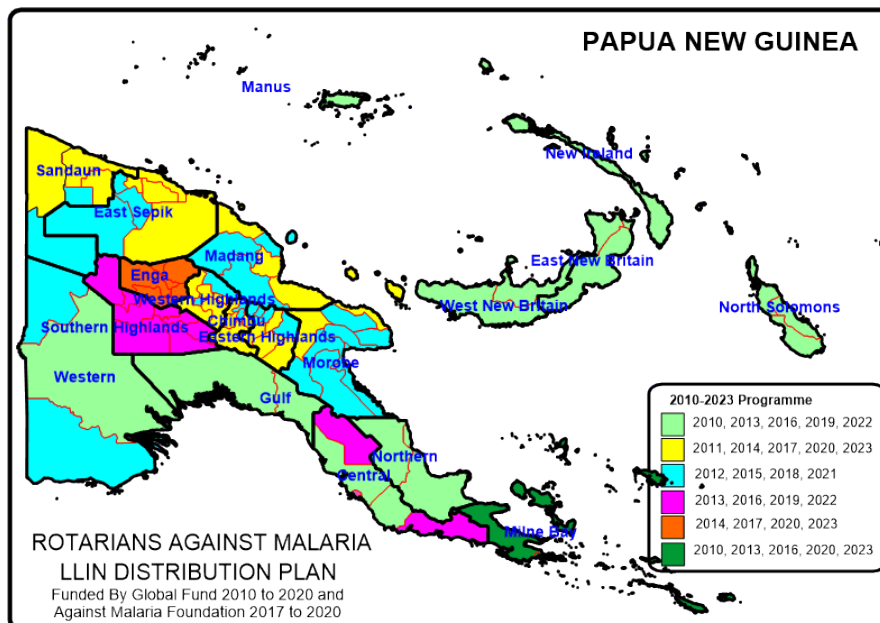 PAPUA NEW GUINEA
Manus
New Ireland
Sandaun
East Sepik
Madang
East New Britain
Enga
Western Highlands
West New Britain
North Solomons
Southern Highlands
Chimbu
Eastern Highlands
Morobe
Western
Gulf
Northern
Central
Milne Bay
2010-2023 Programme
2010, 2013, 2016, 2019, 2022
2011, 2014, 2017, 2020, 2023
2012, 2015, 2018, 2021
2013, 2016, 2019, 2022
2014, 2017, 2020, 2023
2010, 2013, 2016, 2020, 2023
ROTARIANS AGAINST MALARIA
LLIN DISTRIBUTION PLAN
Funded By Global Fund 2010 to 2020 and
Against Malaria Foundation 2017 to 2020